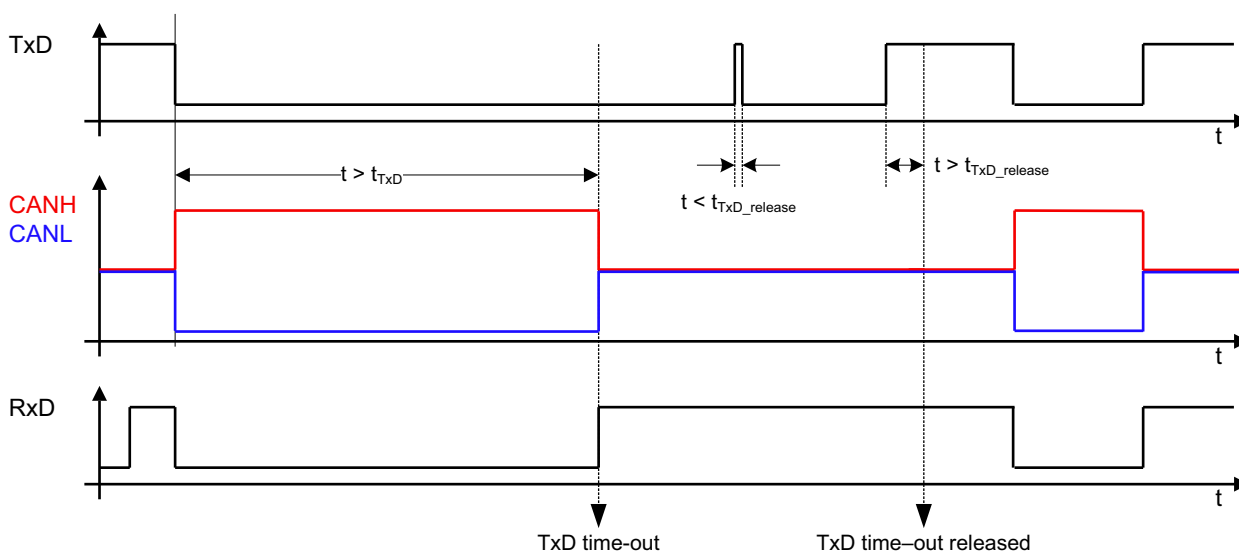 TxD
t
t > tTxD
t < tTxD_release
t > tTxD_release
CANH
CANL
t
RxD
t
TxD time-out
TxD time–out released